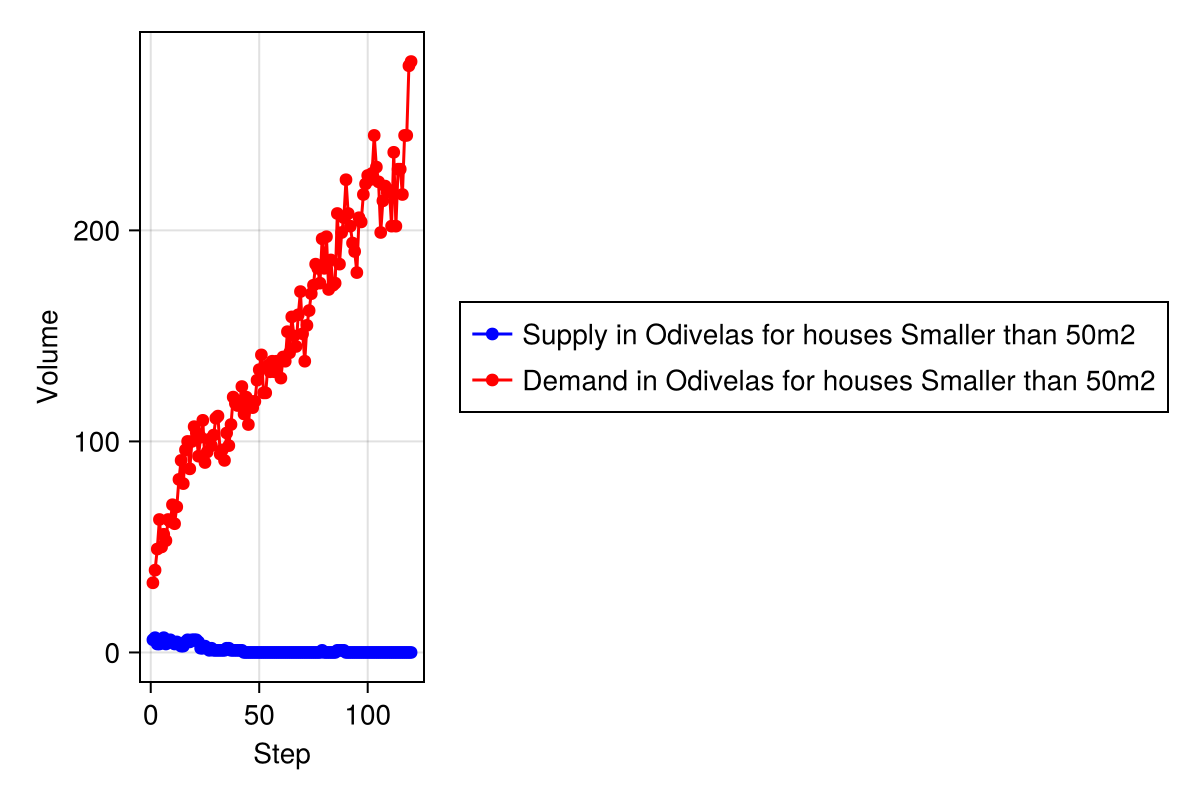 Volume
200
100
0
0 50 100
Step
Supply in Odivelas for houses Smaller than 50m2
Demand in Odivelas for houses Smaller than 50m2